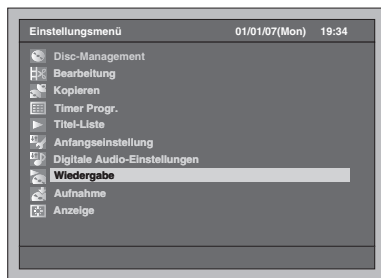 Einstellungsmenü 01/01/07(Mon) 19:34
Disc-Management
Bearbeitung
Kopieren
Timer Progr.
Titel-Liste
Anfangseinstellung
Digitale Audio-Einstellungen
Wiedergabe
Aufnahme
Anzeige